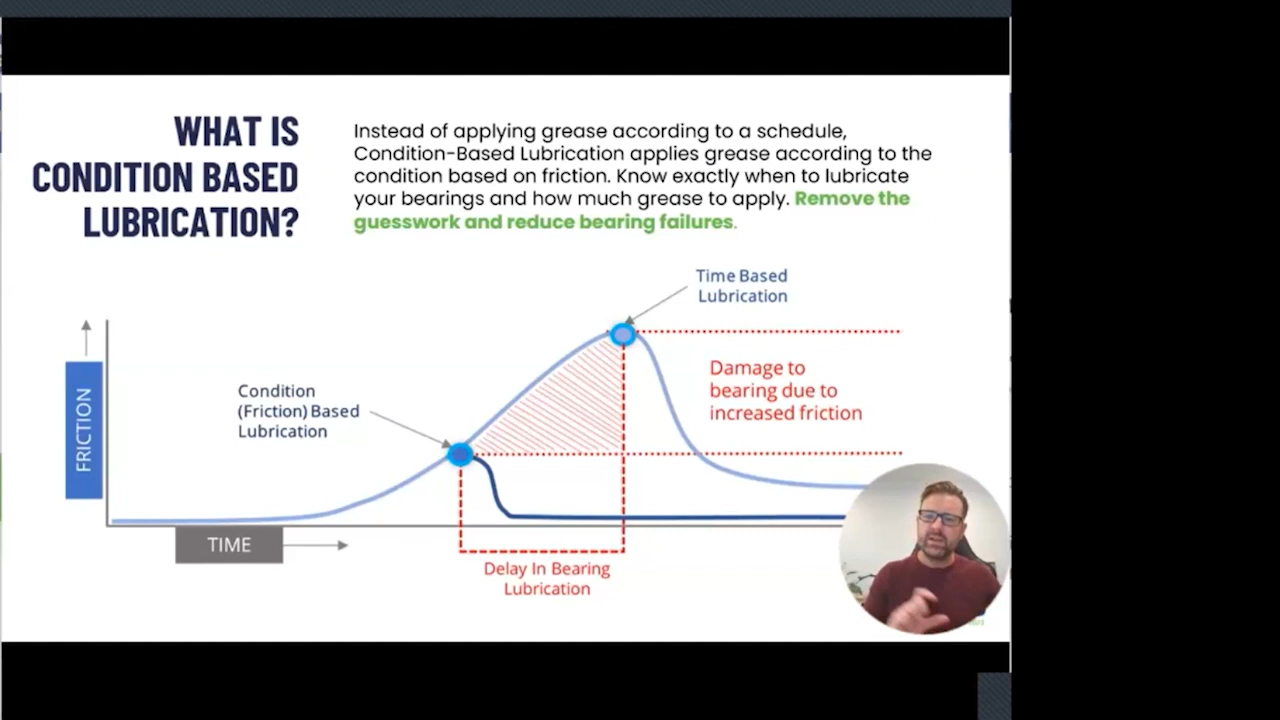 WHAT IS
CONDITION BASED
LUBRICATION?
Instead of applying grease according to a schedule,
Condition-Based Lubrication applies grease according to the
condition based on friction. Know exactly when to lubricate
your bearings and how much grease to apply. Remove the
guesswork and reduce bearing failures.
Time Based
Lubrication
Damage to
bearing due to
increased friction
Condition
(Friction) Based
Lubrication
FRICTION
TIME
Delay In Bearing
Lubrication